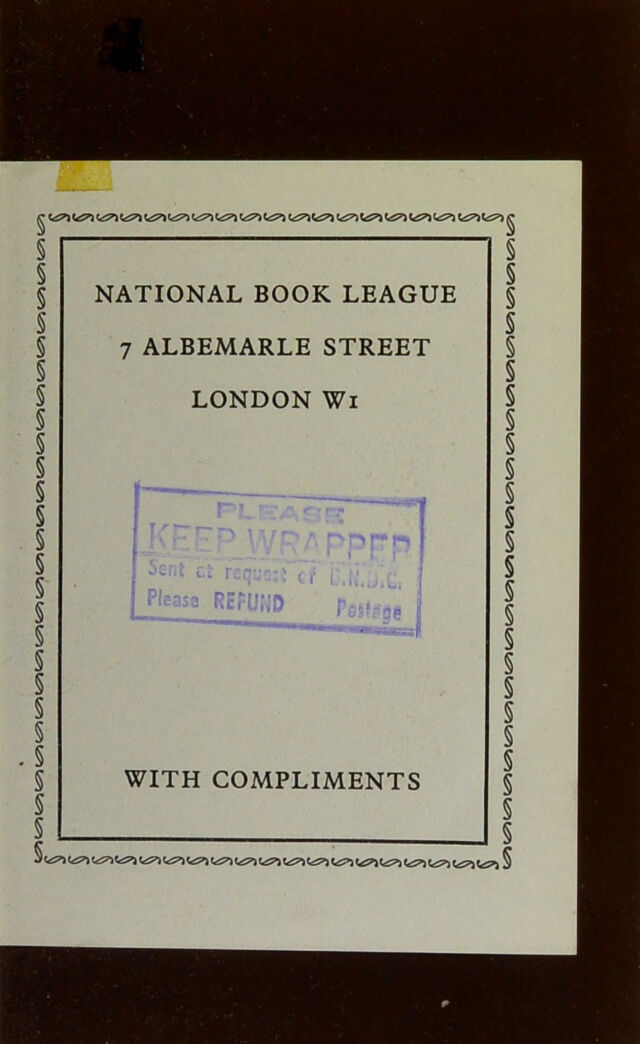 NATIONAL BOOK LEAGUE
7 ALBEMARLE STREET
LONDON W1
PLEASE
KEEP WRAPPER
Sent at request of
Please REFUND Postage
WITH COMPLIMENTS